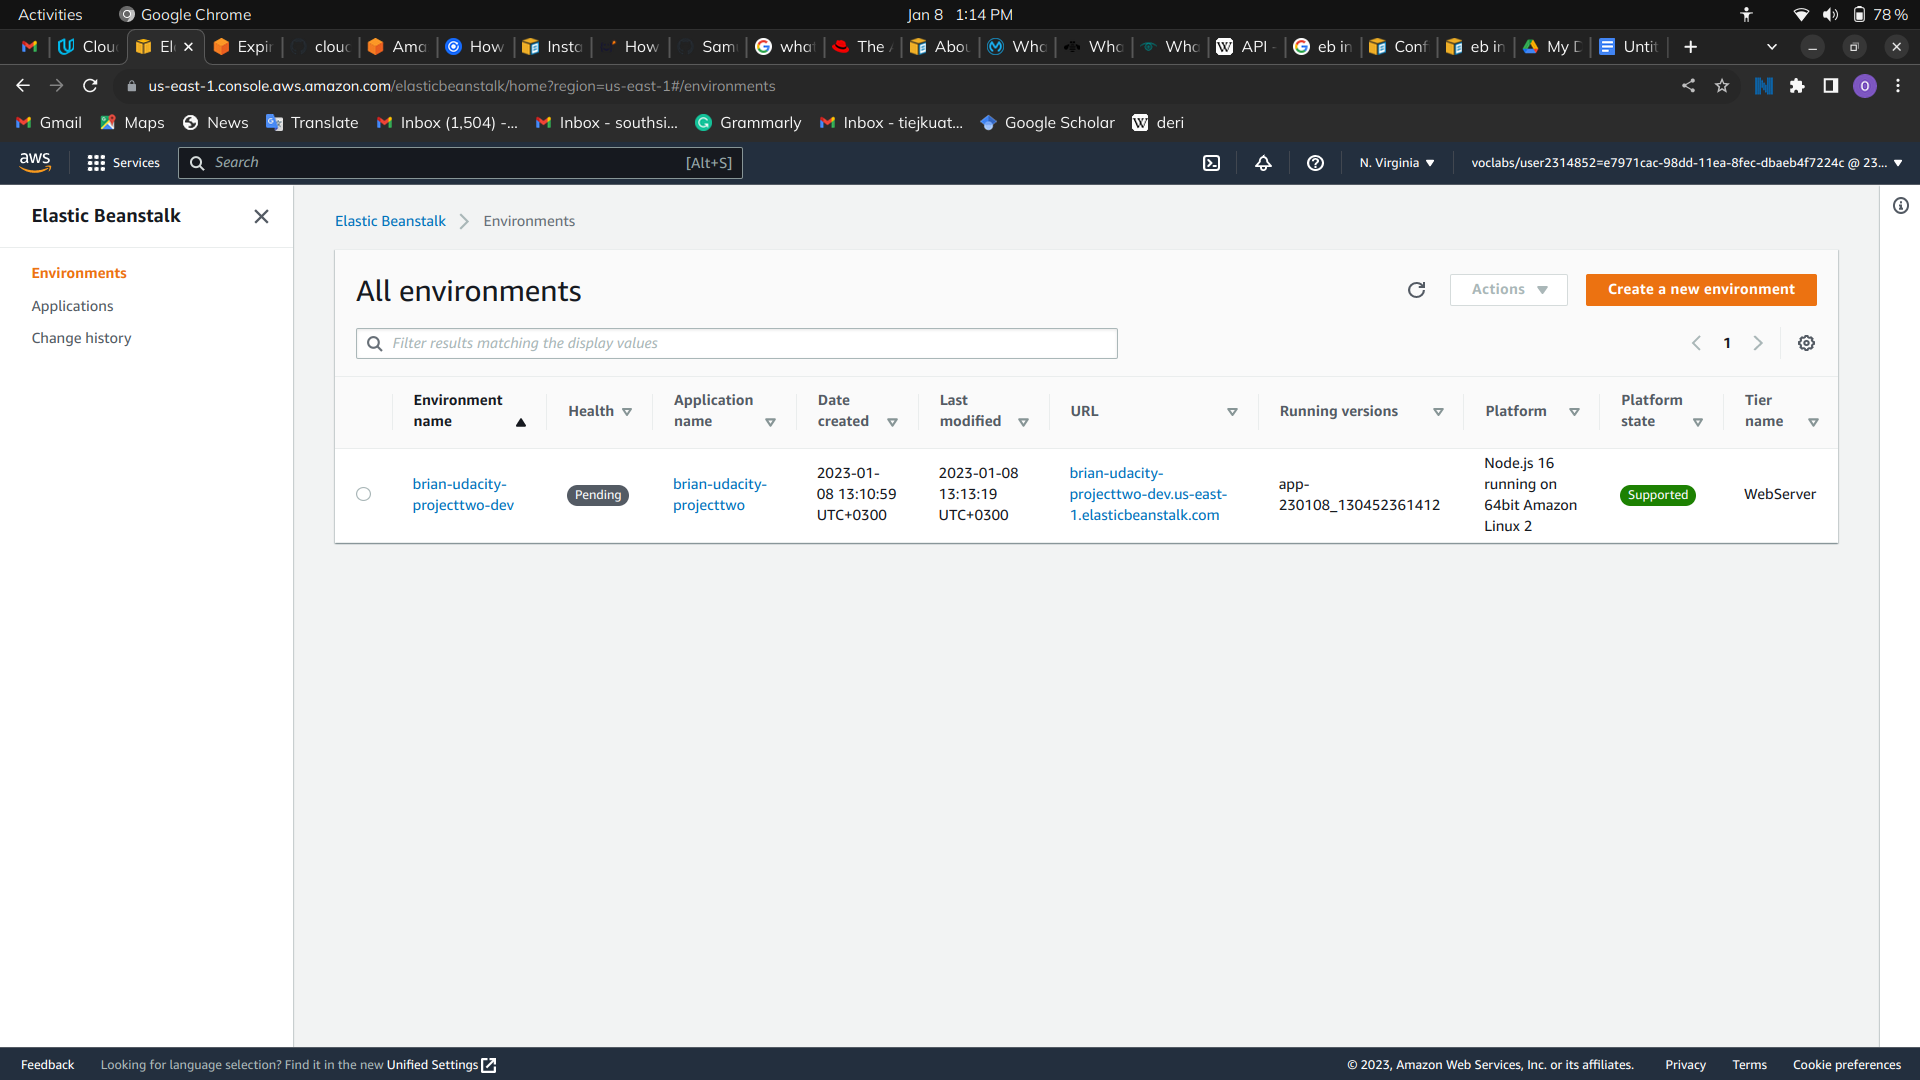 Activities
Google Chrome
Jan 8 1:14 PM
78 %
Clou
El
Expir
clou
Ama
How
Insta
How
Sam
what
The
Abou
Wha
Who
Who
API -
eb in
Conf
eb in
My D
Untit
us-east-1.console.aws.amazon.com/elasticbeanstalk/home?region=us-east-1#/environments
O
Gmail
Maps
News
Translate
Inbox (1,504) -...
Inbox - southsi...
Grammarly
Inbox - tiejkuat...
Google Scholar
deri
aws
Services
Search
[Alt+S]
N. Virginia
voclabs/user2314852=e7971cac-98dd-11ea-8fec-dbaeb4f7224c @ 23...
Elastic Beanstalk
Environments
Applications
Change history
Elastic Beanstalk
Environments
All environments
Actions
Create a new environment
Filter results matching the display values
1
Environment
name
Health
Application
name
Date
created
Last
modified
URL
Running versions
Platform
Platform
state
Tier
name
brian-udacity-
projecttwo-dev
Pending
brian-udacity-
projecttwo
2023-01-
08 13:10:59
UTC+0300
2023-01-08
13:13:19
UTC+0300
brian-udacity-
projecttwo-dev.us-east-
1.elasticbeanstalk.com
app-
230108_130452361412
Node.js 16
running on
64bit Amazon
Linux 2
Supported
WebServer
Feedback
Looking for language selection? Find it in the new Unified Settings
© 2023, Amazon Web Services, Inc. or its affiliates.
Privacy
Terms
Cookie preferences